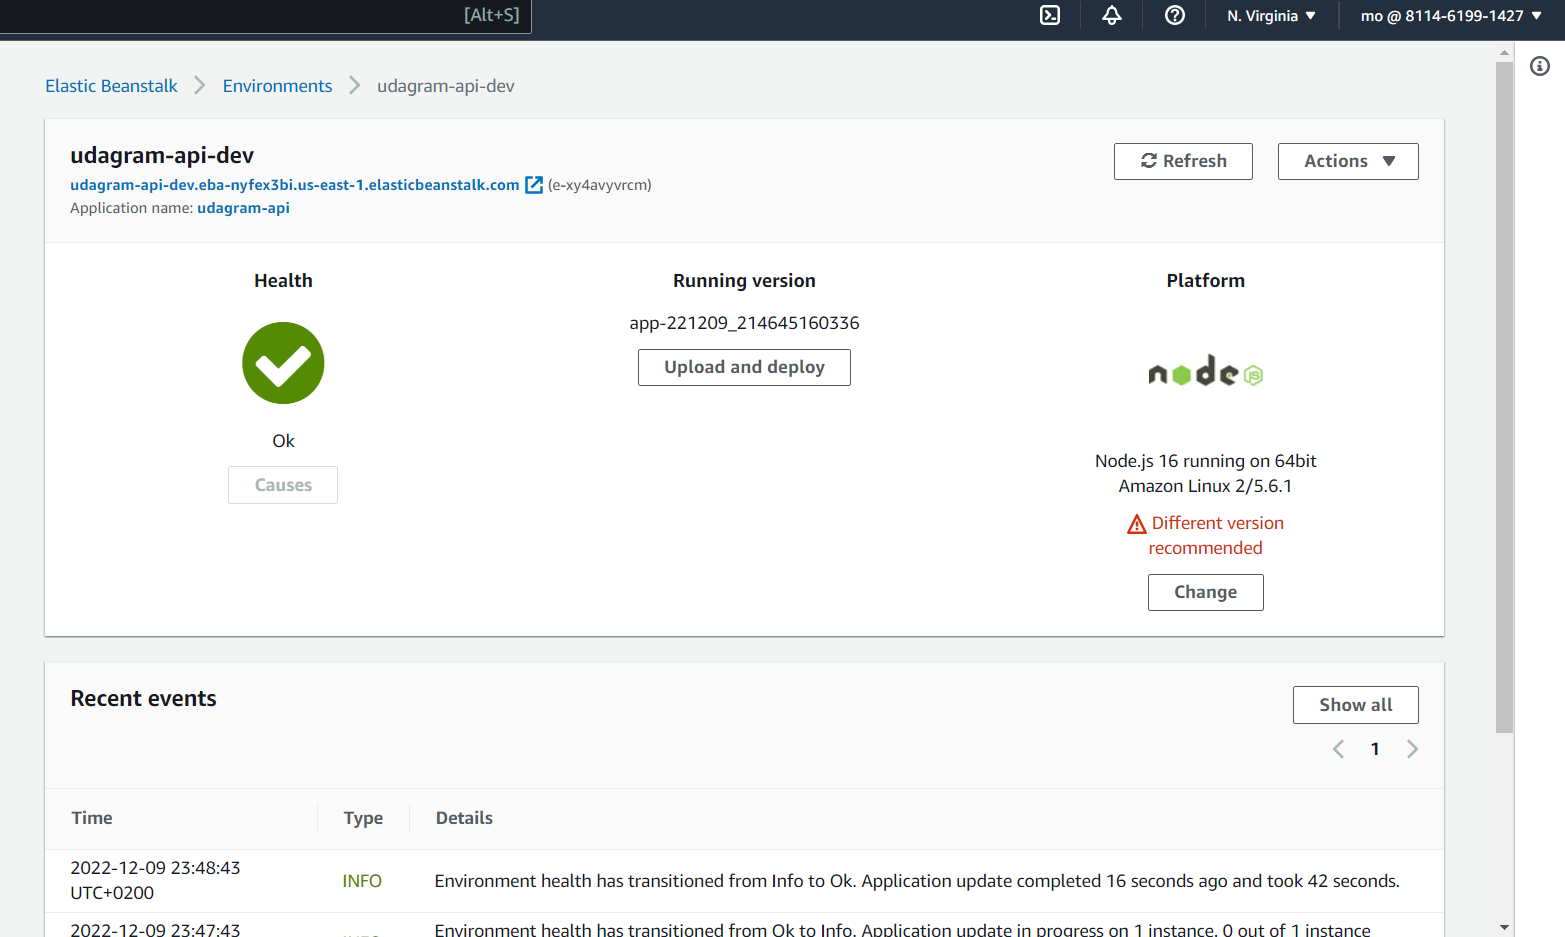 [Alt+S]
N. Virginia
mo @ 8114-6199-1427
Elastic Beanstalk
Environments
udagram-api-dev
udagram-api-dev
Refresh
Actions
udagram-api-dev.eba-nyfex3bi.us-east-1.elasticbeanstalk.com (e-xy4avyvrcm)
Application name: udagram-api
Health
Ok
Causes
Running version
app-221209_214645160336
Upload and deploy
Platform
node JS
Node.js 16 running on 64bit
Amazon Linux 2/5.6.1
Different version
recommended
Change
Recent events
Show all
1
Time
Type
Details
2022-12-09 23:48:43
UTC+0200
INFO
Environment health has transitioned from Info to Ok. Application update completed 16 seconds ago and took 42 seconds.
2022-12-09 23:47:43
Environment health has transitioned from Ok to Info. Application update in progress on 1 instance. 0 out of 1 instance